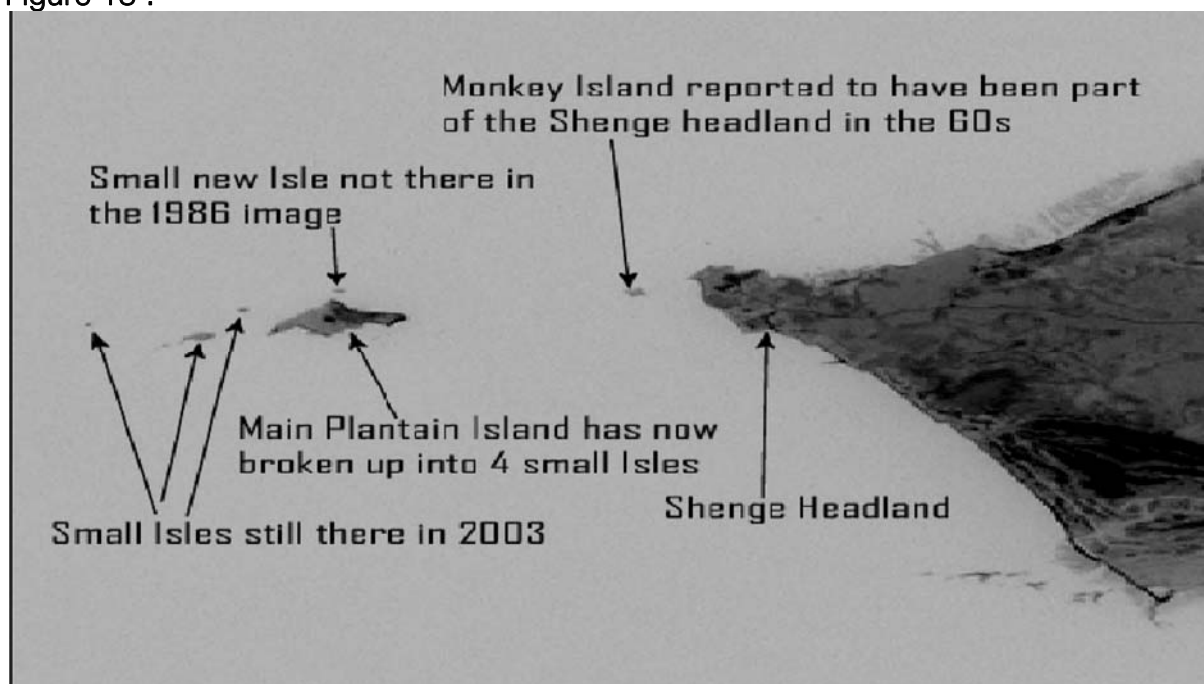 Figure 18 :
Monkey Island reported to have been part
of the Shenge headland in the 60s
Small new Isle not there in
the 1986 image
Main Plantain Island has now
broken up into 4 small Isles
Shenge Headland
Small Isles still there in 2003